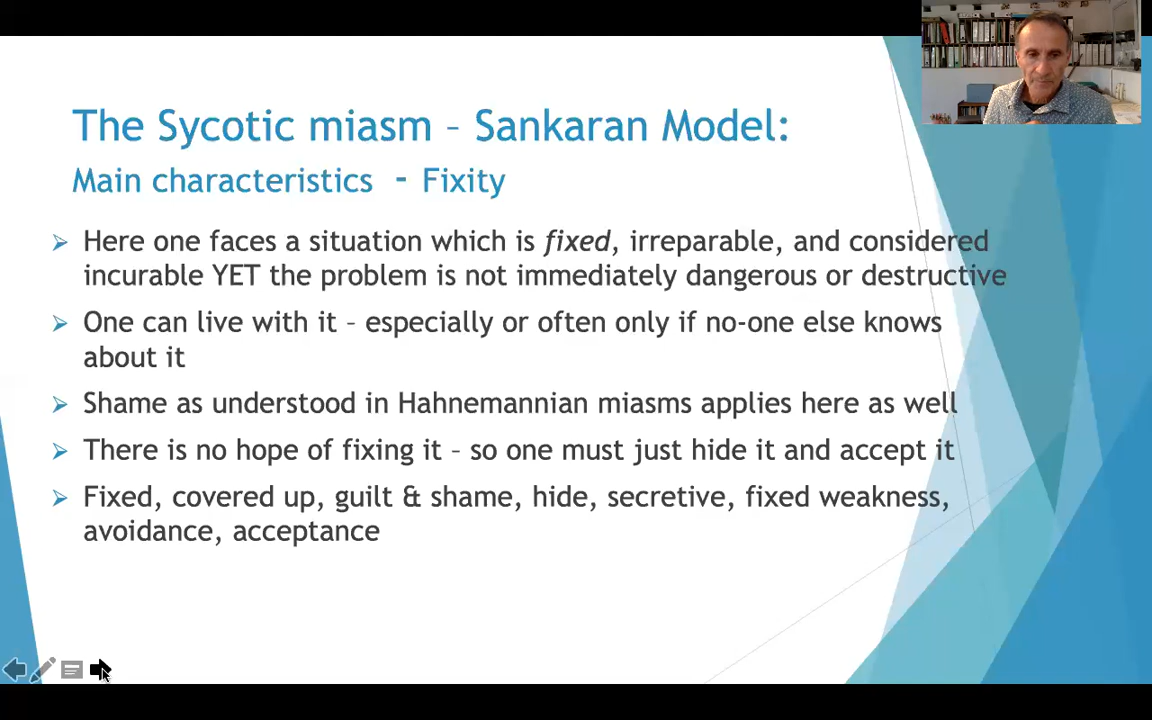 The Sycotic miasm – Sankaran Model:
Main characteristics - Fixity
Here one faces a situation which is fixed, irreparable, and considered
incurable YET the problem is not immediately dangerous or destructive
One can live with it – especially or often only if no-one else knows
about it
Shame as understood in Hahnemannian miasms applies here as well
There is no hope of fixing it – so one must just hide it and accept it
Fixed, covered up, guilt & shame, hide, secretive, fixed weakness,
avoidance, acceptance